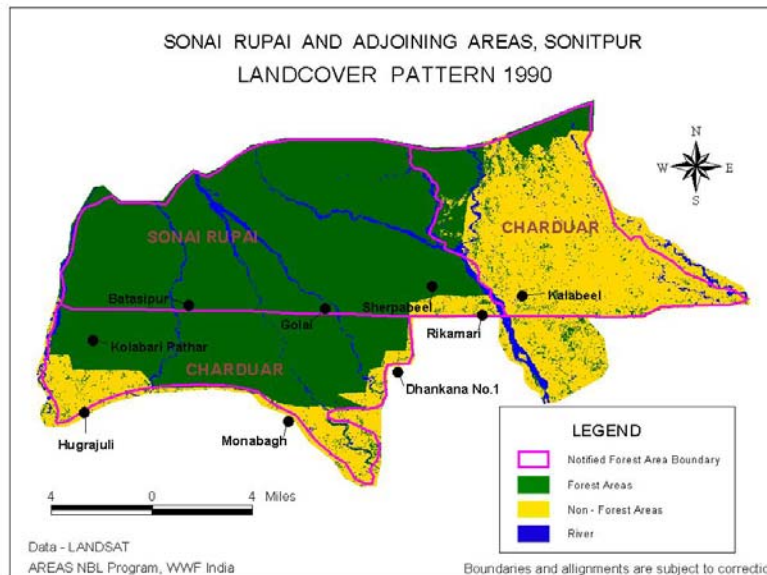 SONAI RUPAI AND ADJOINING AREAS, SONITPUR
LANDCOVER PATTERN 1990
N
W E
S
CHARDUAR
SONAI RUPAI
Batasipur
Golai
Sherpabeel
Kalabeel
Rikamari
Kolabari Pathar
CHARDUAR
Dhankana No.1
Hugrajuli
Monabagh
LEGEND
Notified Forest Area Boundary
Forest Areas
Non - Forest Areas
River
4 0 4 Miles
Data - LANDSAT
AREAS NBL Program, WWF India
Boundaries and allignments are subject to correctio